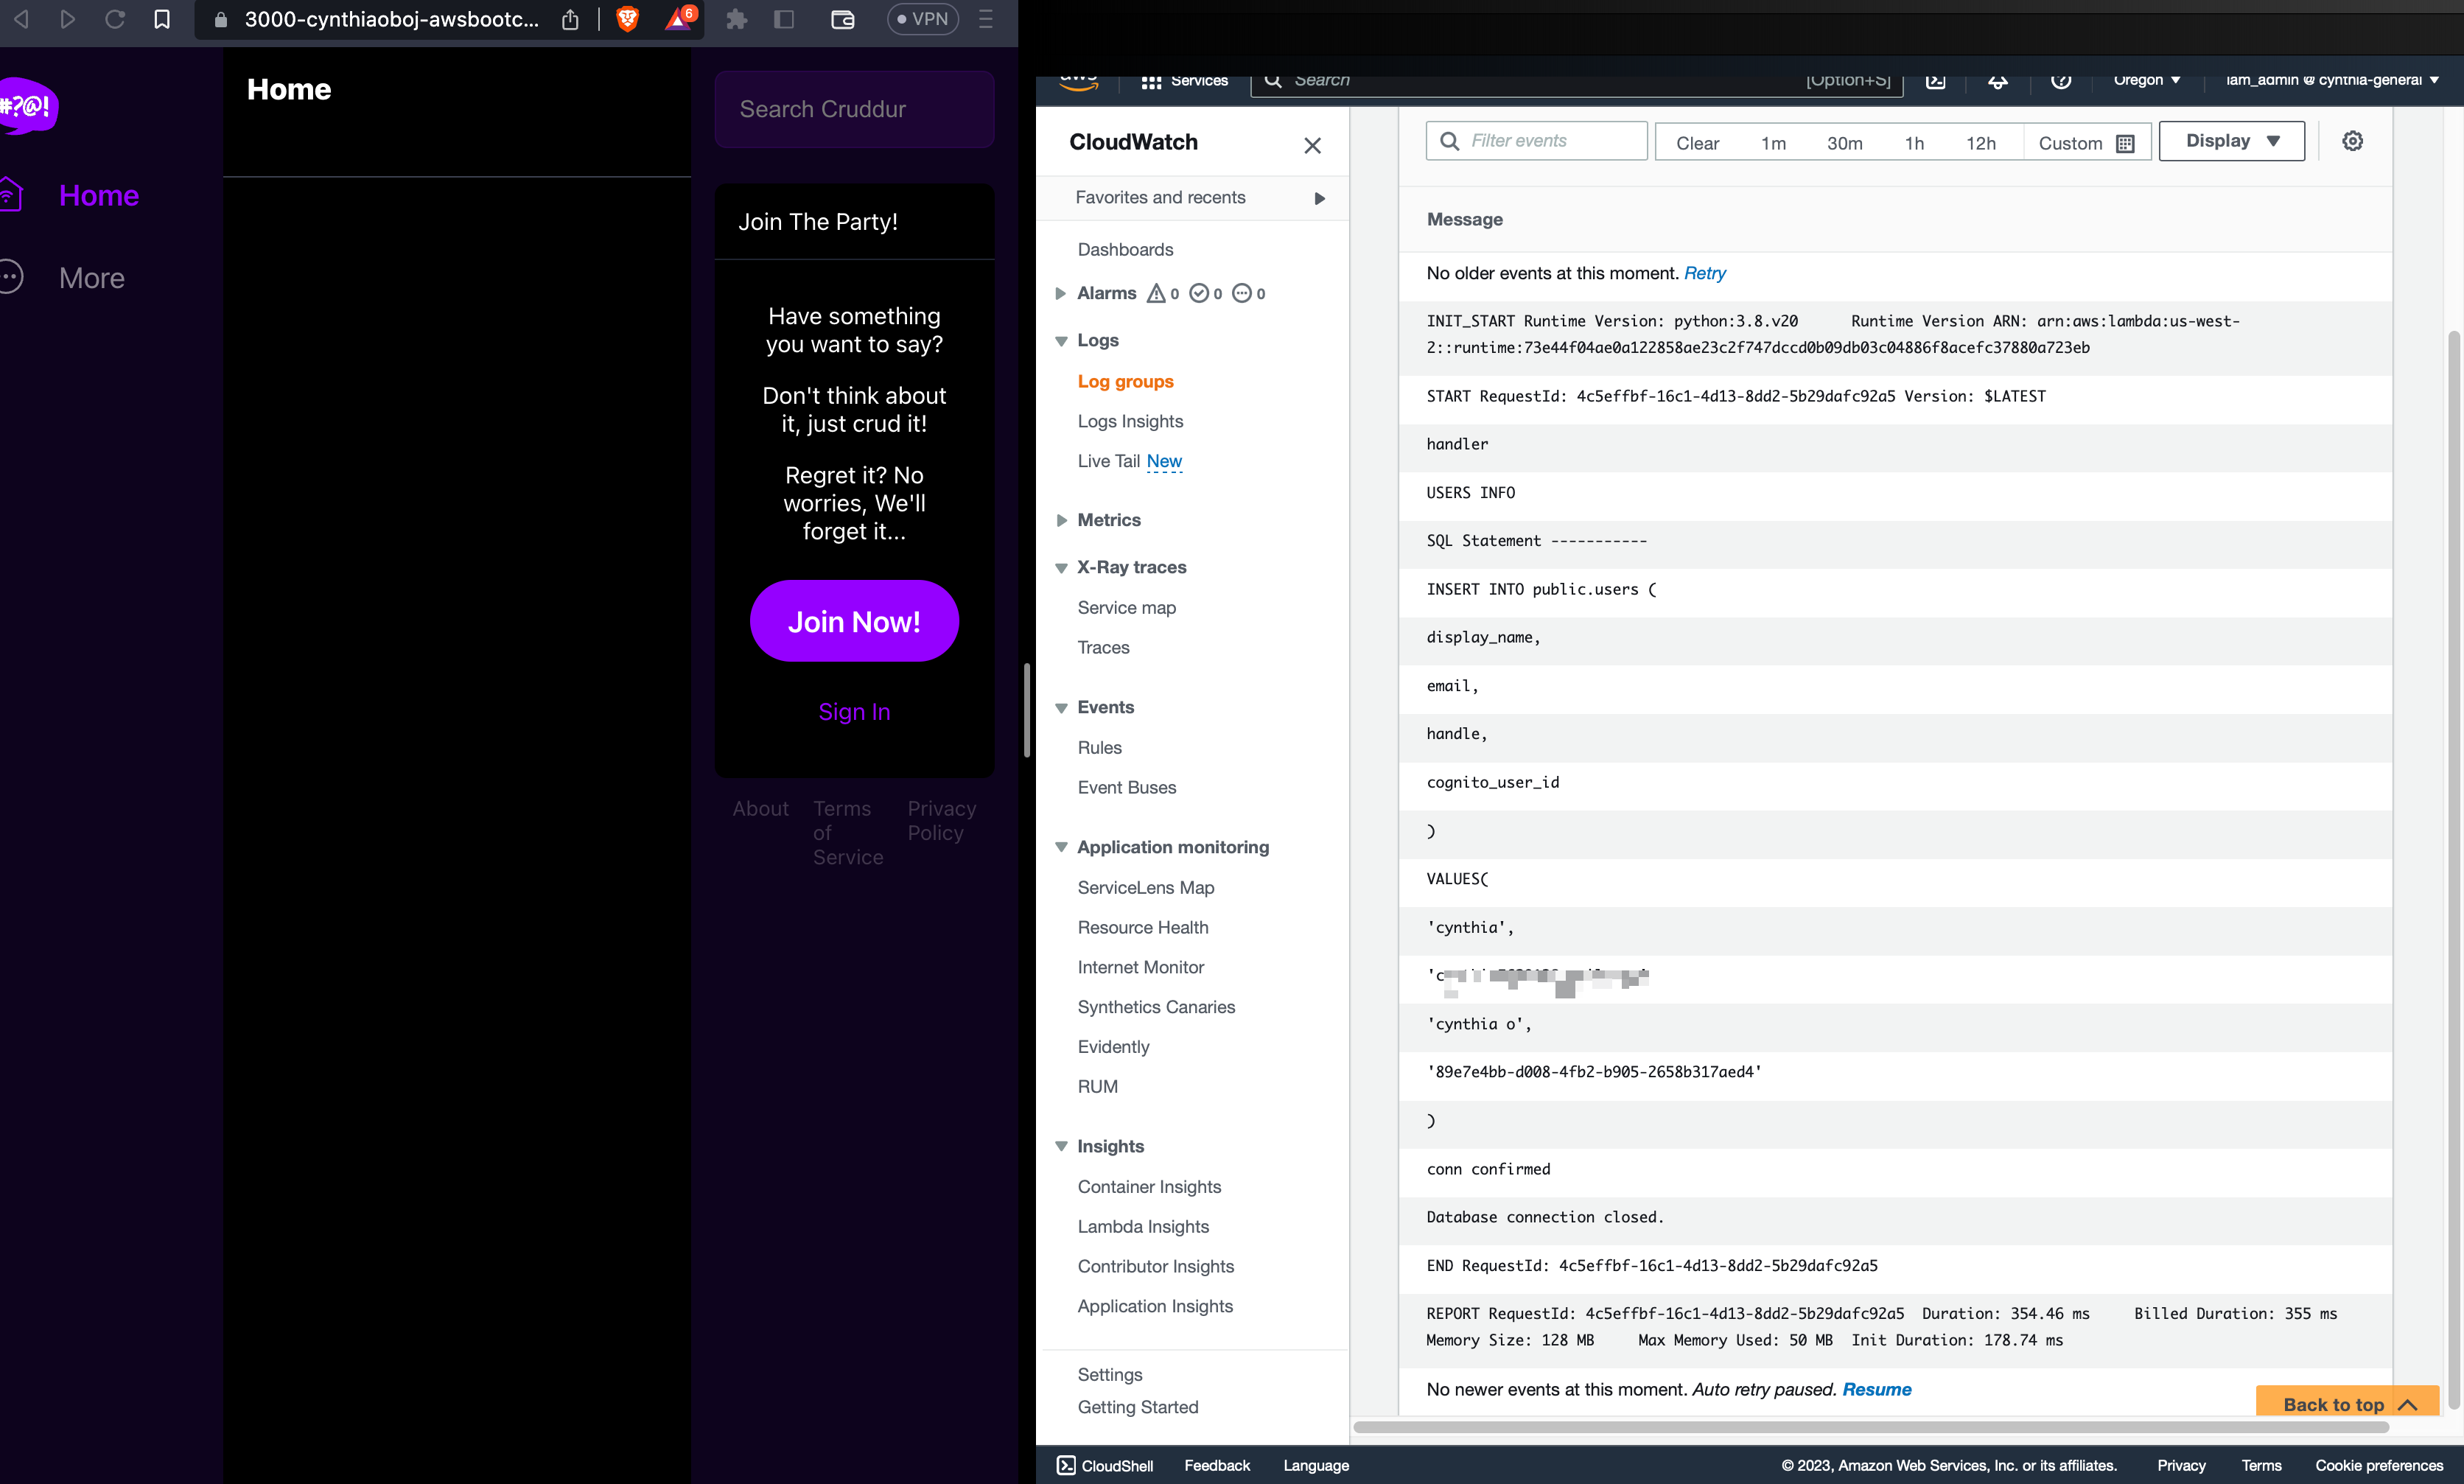 3000-cynthiaoboj-awsbootc...
6
VPN
#?@!
Home
More
Home
Search Cruddur
Join The Party!
Have something
you want to say?
Don't think about
it, just crud it!
Regret it? No
worries, We'll
forget it...
Join Now!
Sign In
About
Terms
of
Service
Privacy
Policy
aws
Services
Search
[Option+S]
Oregon
iam_admin @ cynthia-general
CloudWatch
Favorites and recents
Dashboards
Alarms 0 0 0
Logs
Log groups
Logs Insights
Live Tail New
Metrics
X-Ray traces
Service map
Traces
Events
Rules
Event Buses
Application monitoring
ServiceLens Map
Resource Health
Internet Monitor
Synthetics Canaries
Evidently
RUM
Insights
Container Insights
Lambda Insights
Contributor Insights
Application Insights
Settings
Getting Started
Filter events
Clear 1m 30m 1h 12h Custom
Display
Message
No older events at this moment. Retry
INIT_START Runtime Version: python:3.8.v20 Runtime Version ARN: arn:aws:lambda:us-west-
2::runtime:73e44f04ae0a122858ae23c2f747dccd0b09db03c04886f8acefc37880a723eb
START RequestId: 4c5effbf-16c1-4d13-8dd2-5b29dafc92a5 Version: $LATEST
handler
USERS INFO
SQL Statement -----------
INSERT INTO public.users (
display_name,
email,
handle,
cognito_user_id
)
VALUES(
'cynthia',
'cynthia o',
'89e7e4bb-d008-4fb2-b905-2658b317aed4'
)
conn confirmed
Database connection closed.
END RequestId: 4c5effbf-16c1-4d13-8dd2-5b29dafc92a5
REPORT RequestId: 4c5effbf-16c1-4d13-8dd2-5b29dafc92a5 Duration: 354.46 ms Billed Duration: 355 ms
Memory Size: 128 MB Max Memory Used: 50 MB Init Duration: 178.74 ms
No newer events at this moment. Auto retry paused. Resume
Back to top
CloudShell
Feedback
Language
© 2023, Amazon Web Services, Inc. or its affiliates.
Privacy
Terms
Cookie preferences